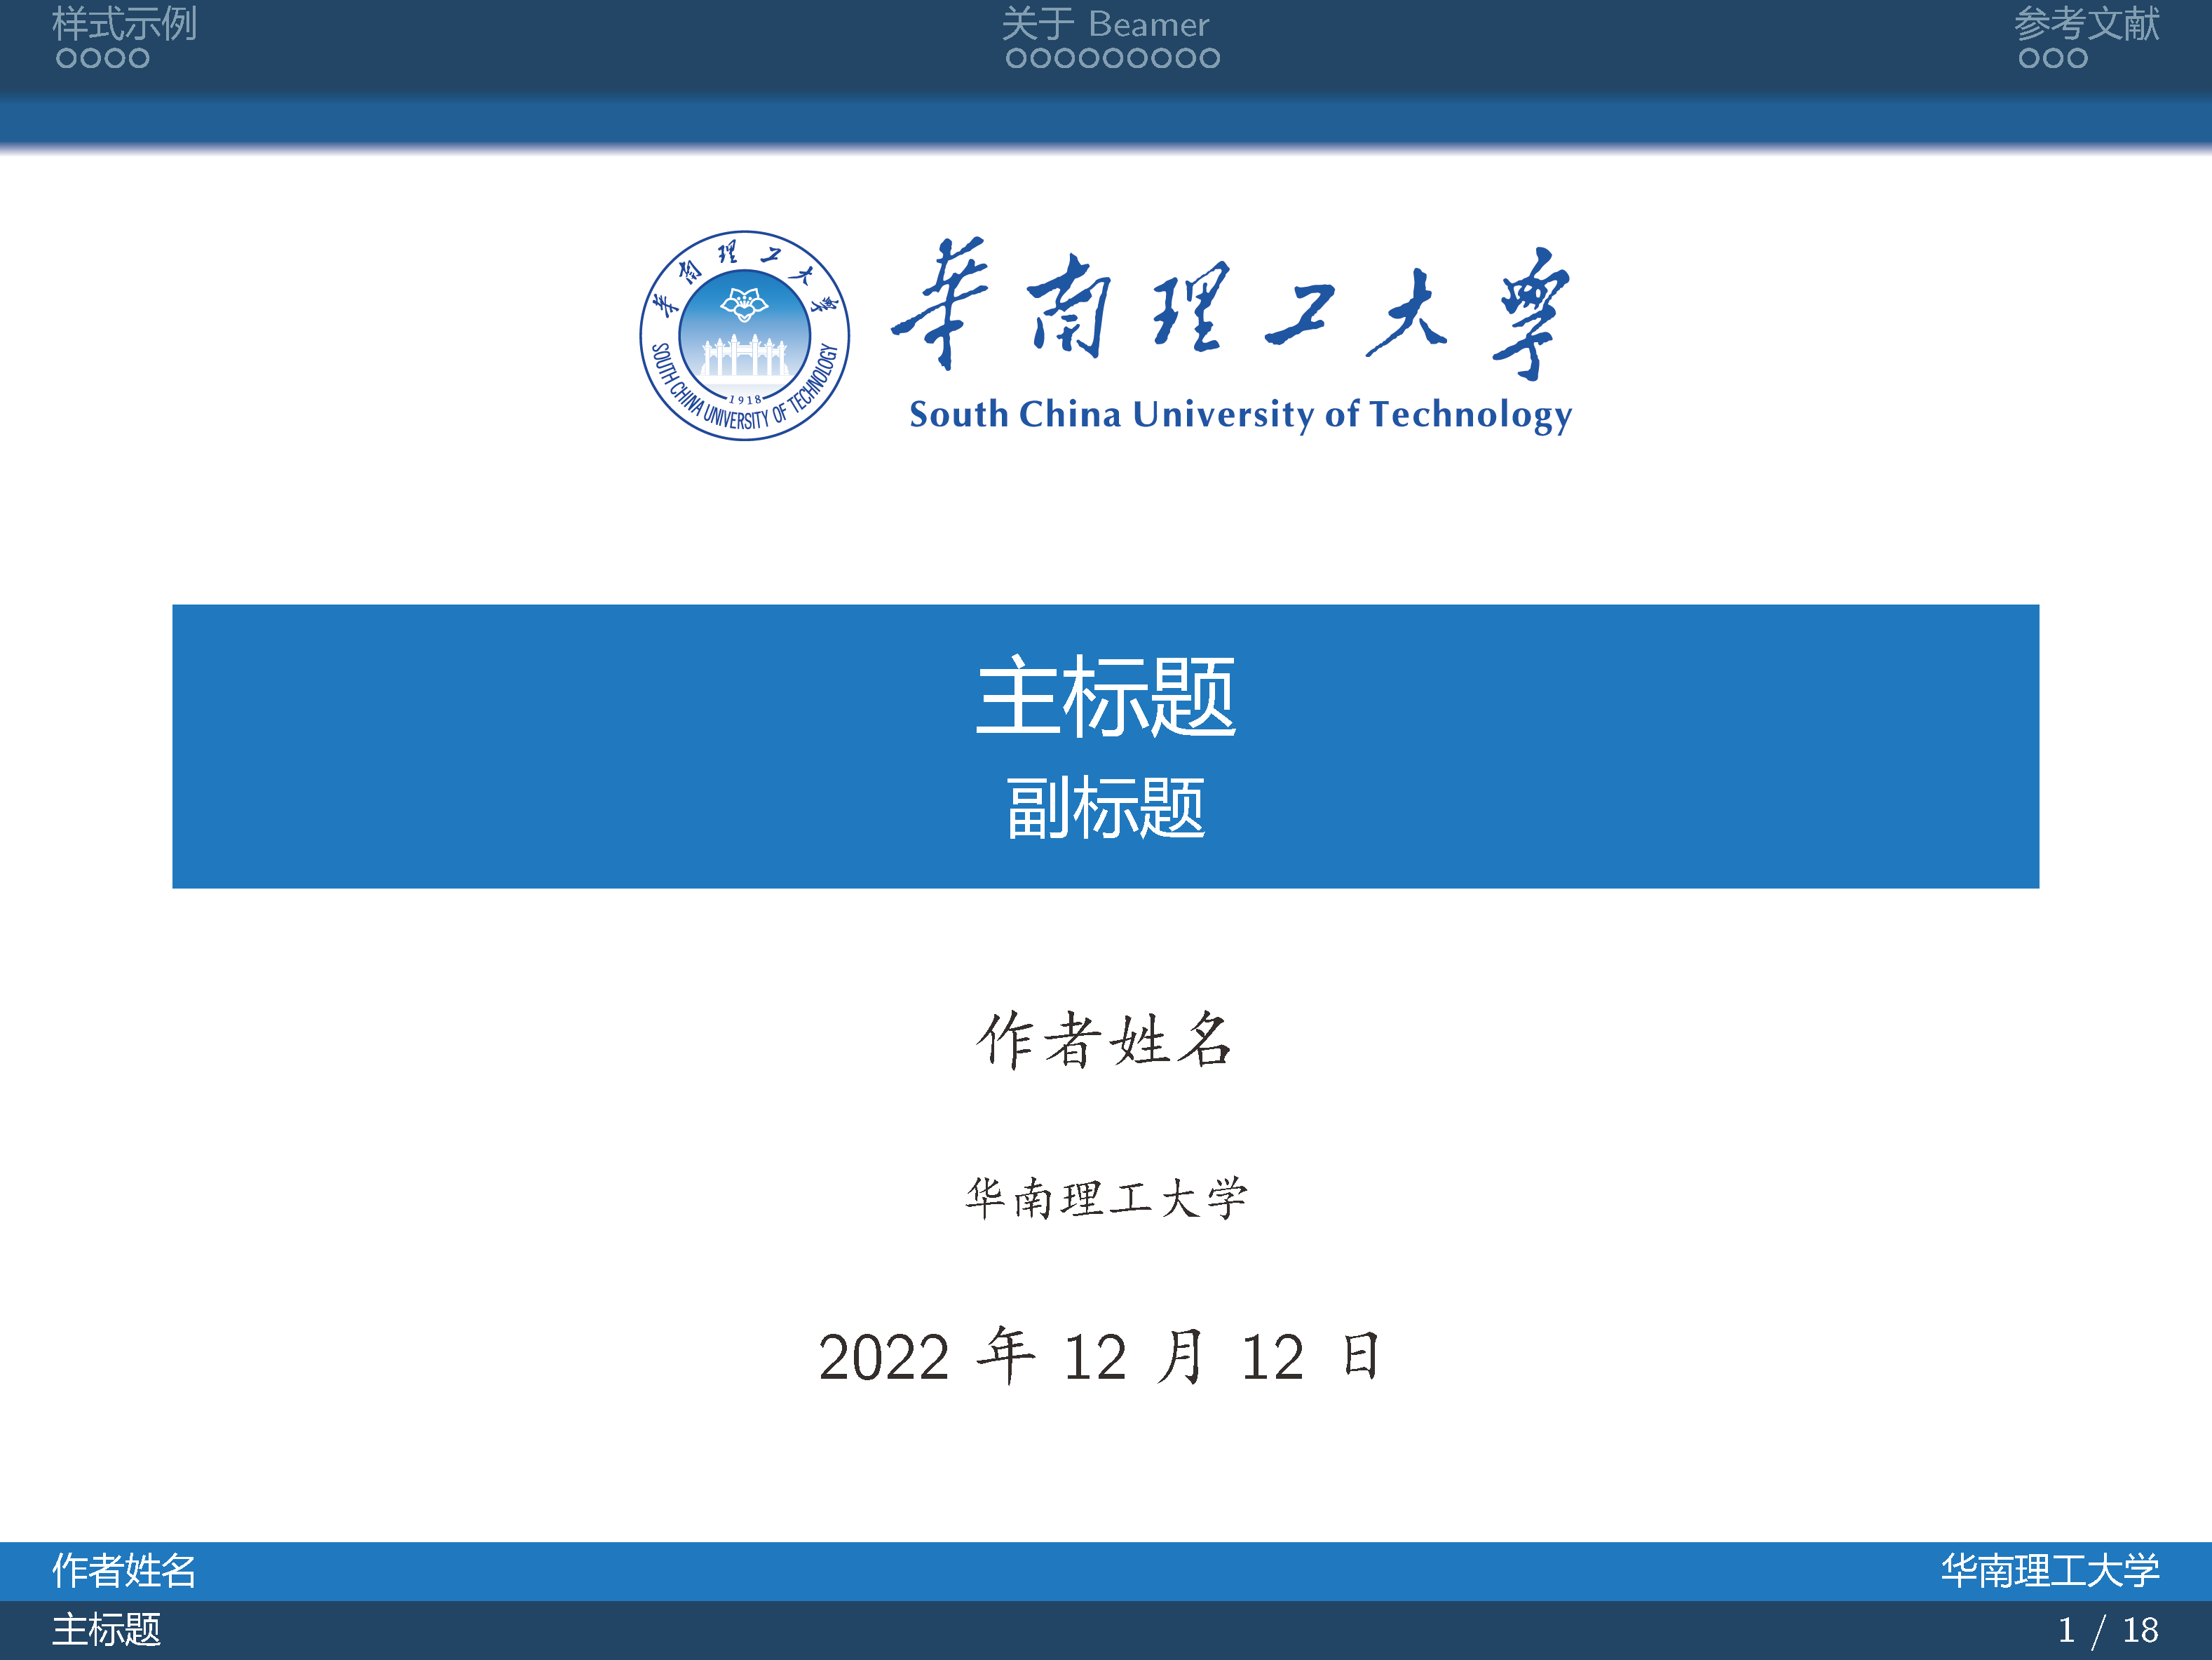 样式示例 关于 Beamer 参考文献
華南理工大學
SOUTH CHINA UNIVERSITY OF TECHNOLOGY
1918
華南理工大學
South China University of Technology
主标题
副标题
作者姓名
华南理工大学
2022 年 12 月 12 日
作者姓名 华南理工大学
主标题 1 / 18